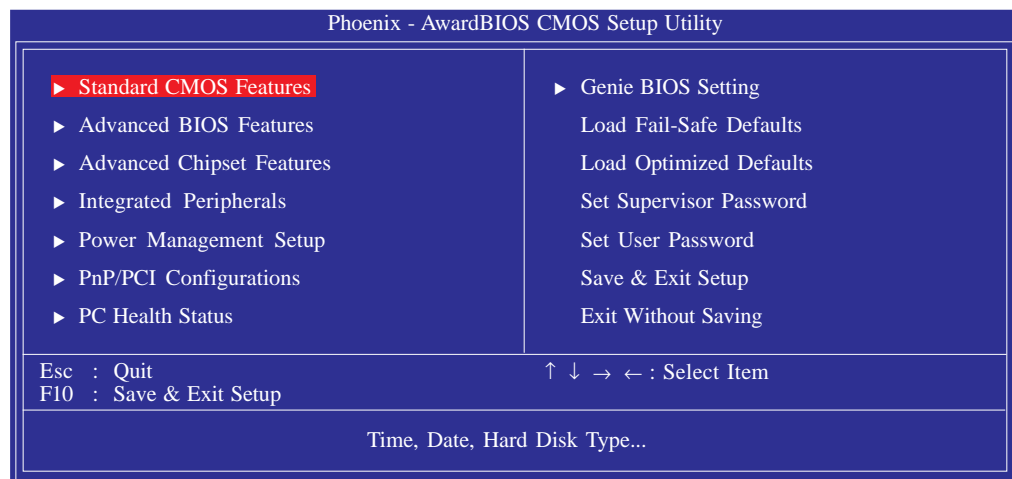 Phoenix - AwardBIOS CMOS Setup Utility
▶ Standard CMOS Features
▶ Advanced BIOS Features
▶ Advanced Chipset Features
▶ Integrated Peripherals
▶ Power Management Setup
▶ PnP/PCI Configurations
▶ PC Health Status
▶ Genie BIOS Setting
Load Fail-Safe Defaults
Load Optimized Defaults
Set Supervisor Password
Set User Password
Save & Exit Setup
Exit Without Saving
Esc : Quit
F10 : Save & Exit Setup
↑ ↓ → ← : Select Item
Time, Date, Hard Disk Type...